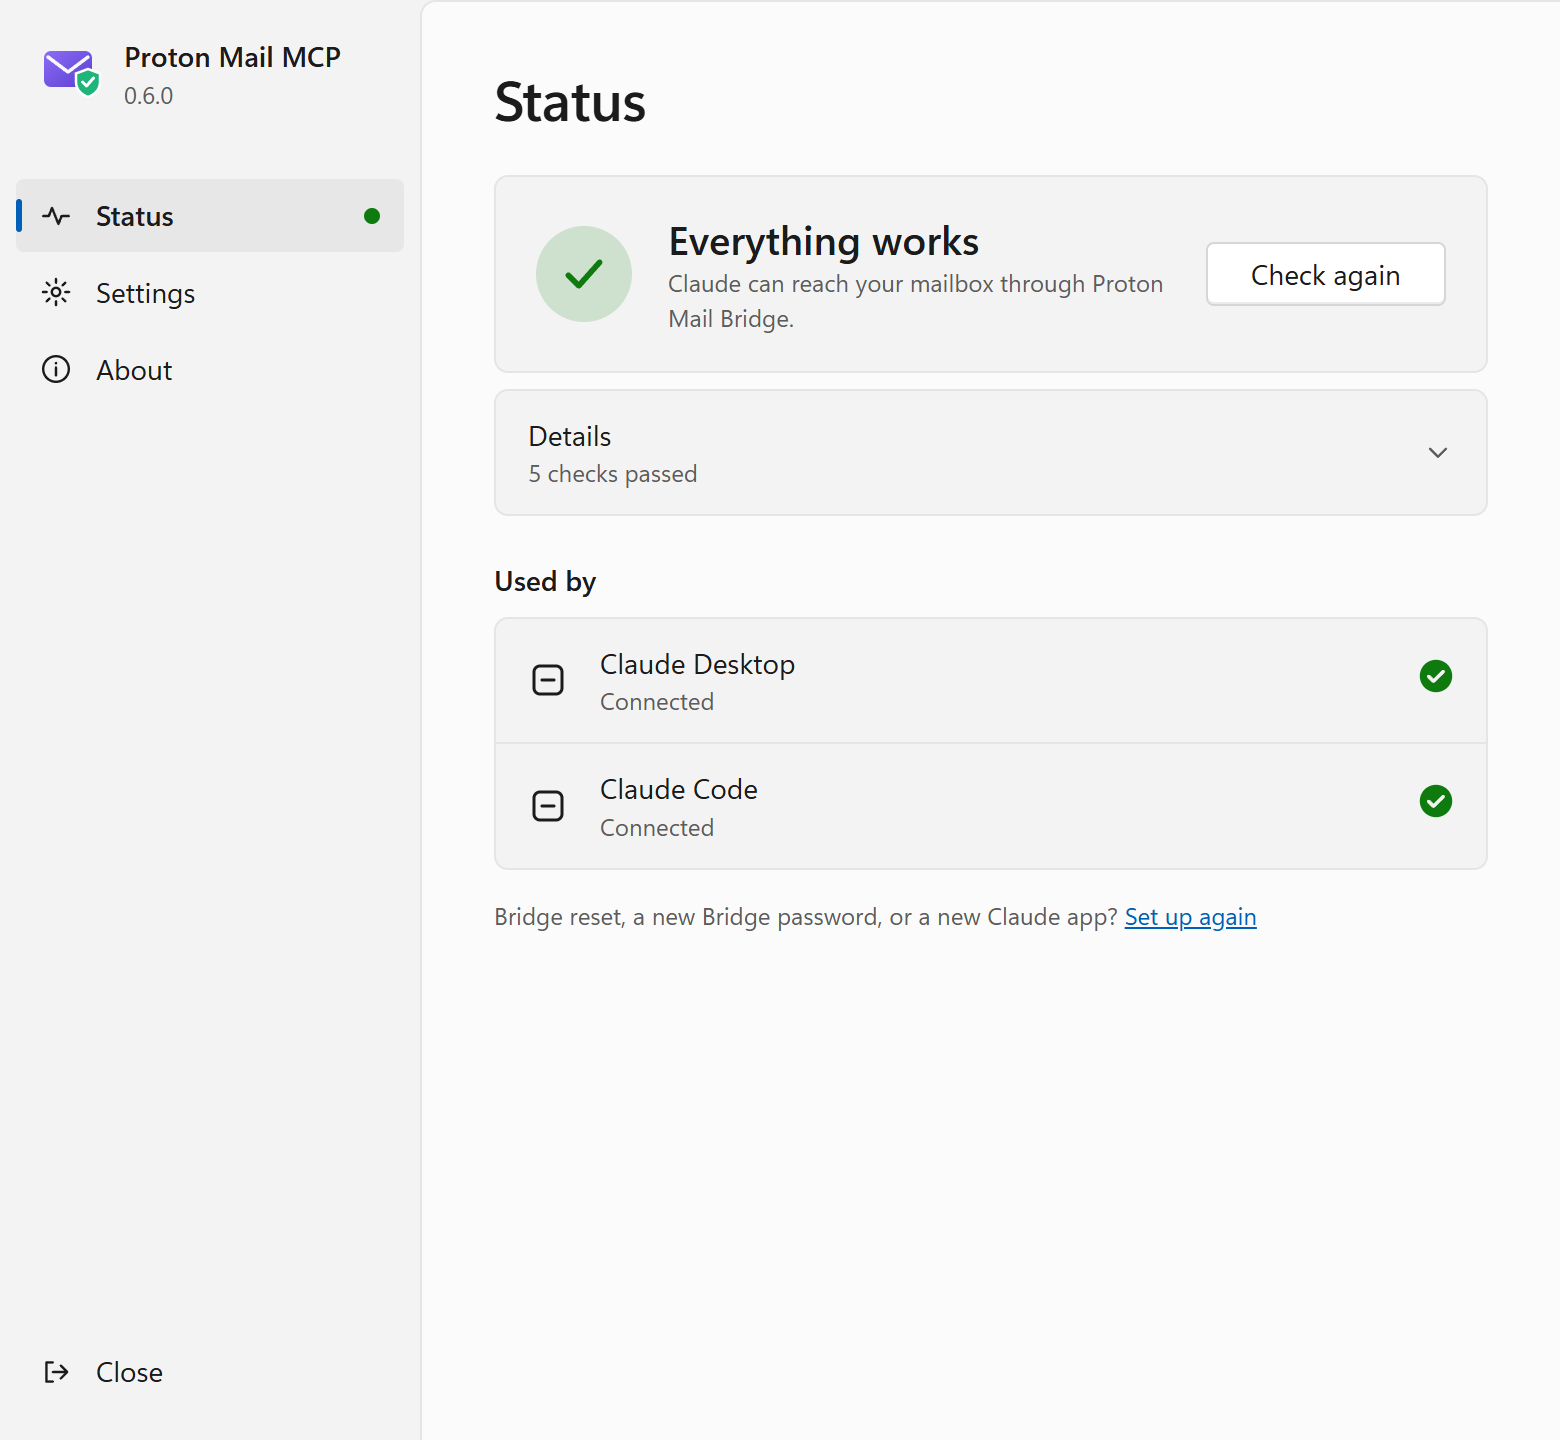 Proton Mail MCP
0.6.0
Status
Settings
About
Close
Status
Everything works
Claude can reach your mailbox through Proton
Mail Bridge.
Check again
Details
5 checks passed
Used by
Claude Desktop
Connected
Claude Code
Connected
Bridge reset, a new Bridge password, or a new Claude app? Set up again